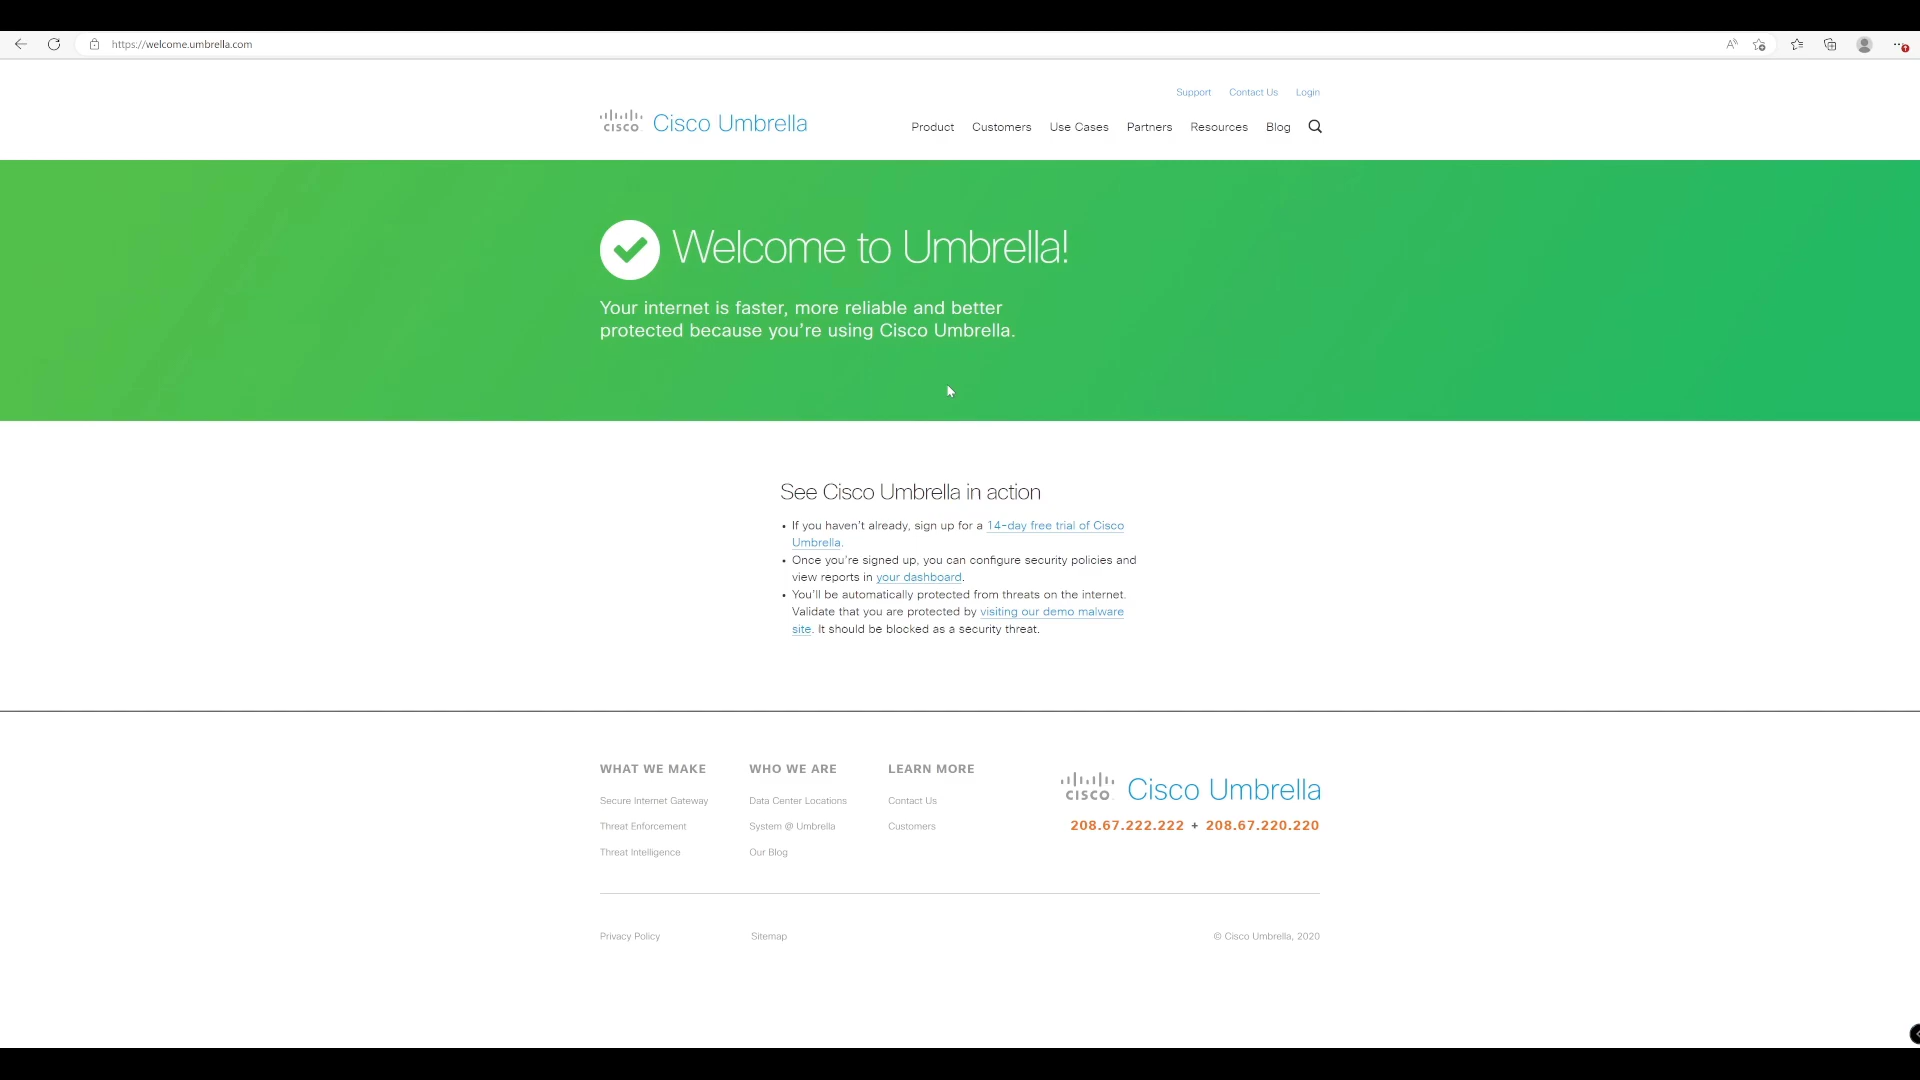 https://welcome.umbrella.com
Support Contact Us Login
CISCO Cisco Umbrella
Product Customers Use Cases Partners Resources Blog
Welcome to Umbrella!
Your internet is faster, more reliable and better
protected because you're using Cisco Umbrella.
See Cisco Umbrella in action
• If you haven't already, sign up for a 14-day free trial of Cisco
Umbrella.
• Once you're signed up, you can configure security policies and
view reports in your dashboard.
• You'll be automatically protected from threats on the internet.
Validate that you are protected by visiting our demo malware
site. It should be blocked as a security threat.
WHAT WE MAKE
Secure Internet Gateway
Threat Enforcement
Threat Intelligence
WHO WE ARE
Data Center Locations
System @ Umbrella
Our Blog
LEARN MORE
Contact Us
Customers
CISCO Cisco Umbrella
208.67.222.222 + 208.67.220.220
Privacy Policy Sitemap © Cisco Umbrella, 2020